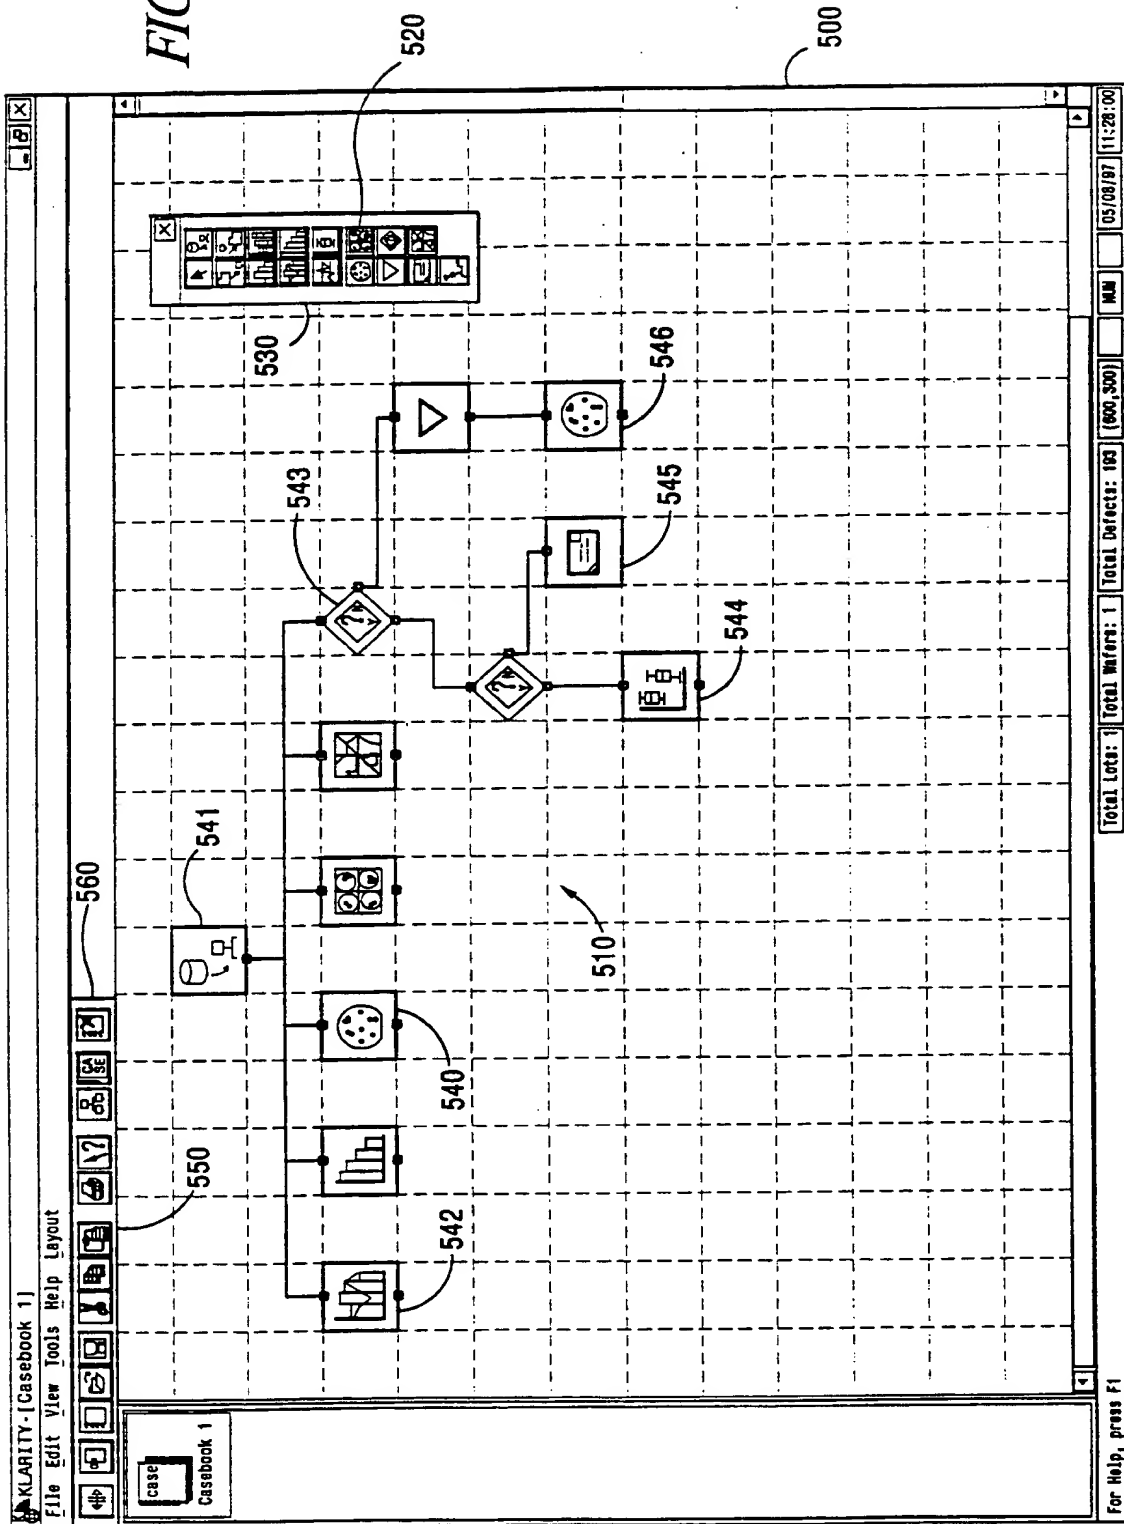 FIG
KLARITY-[Casebook 1]
File Edit View Tools Help Layout
CA
SE
560
550
case
Casebook 1
541
543
530
520
500
542
540
510
544
545
546
?
N
Y
?
N
Y
For Help, press F1
Total Lots: 1 Total Wafers: 1 Total Defects: 193 (600,300) NUM 05/08/97 11:28:00